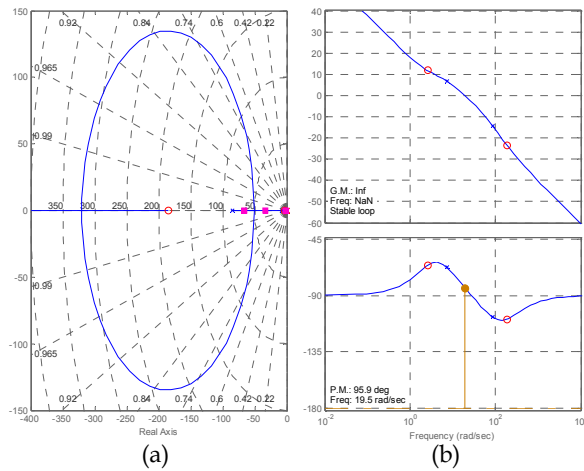 0.92 0.84 0.74 0.6 0.42 0.22
150
0.965
100
0.99
50
350 300 250 200 150 100 50
0
-50
0.99
-100
0.965
0.92 0.84 0.74 0.6 0.42 0.22
-150
-400 -350 -300 -250 -200 -150 -100 -50 0
Real Axis
(a)
40
30
20
10
0
-10
-20
-30
-40
-50
-60
G.M.: Inf
Freq: NaN
Stable loop
-45
-90
-135
-180
P.M.: 95.9 deg
Freq: 19.5 rad/sec
10^-2 10^0 10^2 10
Frequency (rad/sec)
(b)